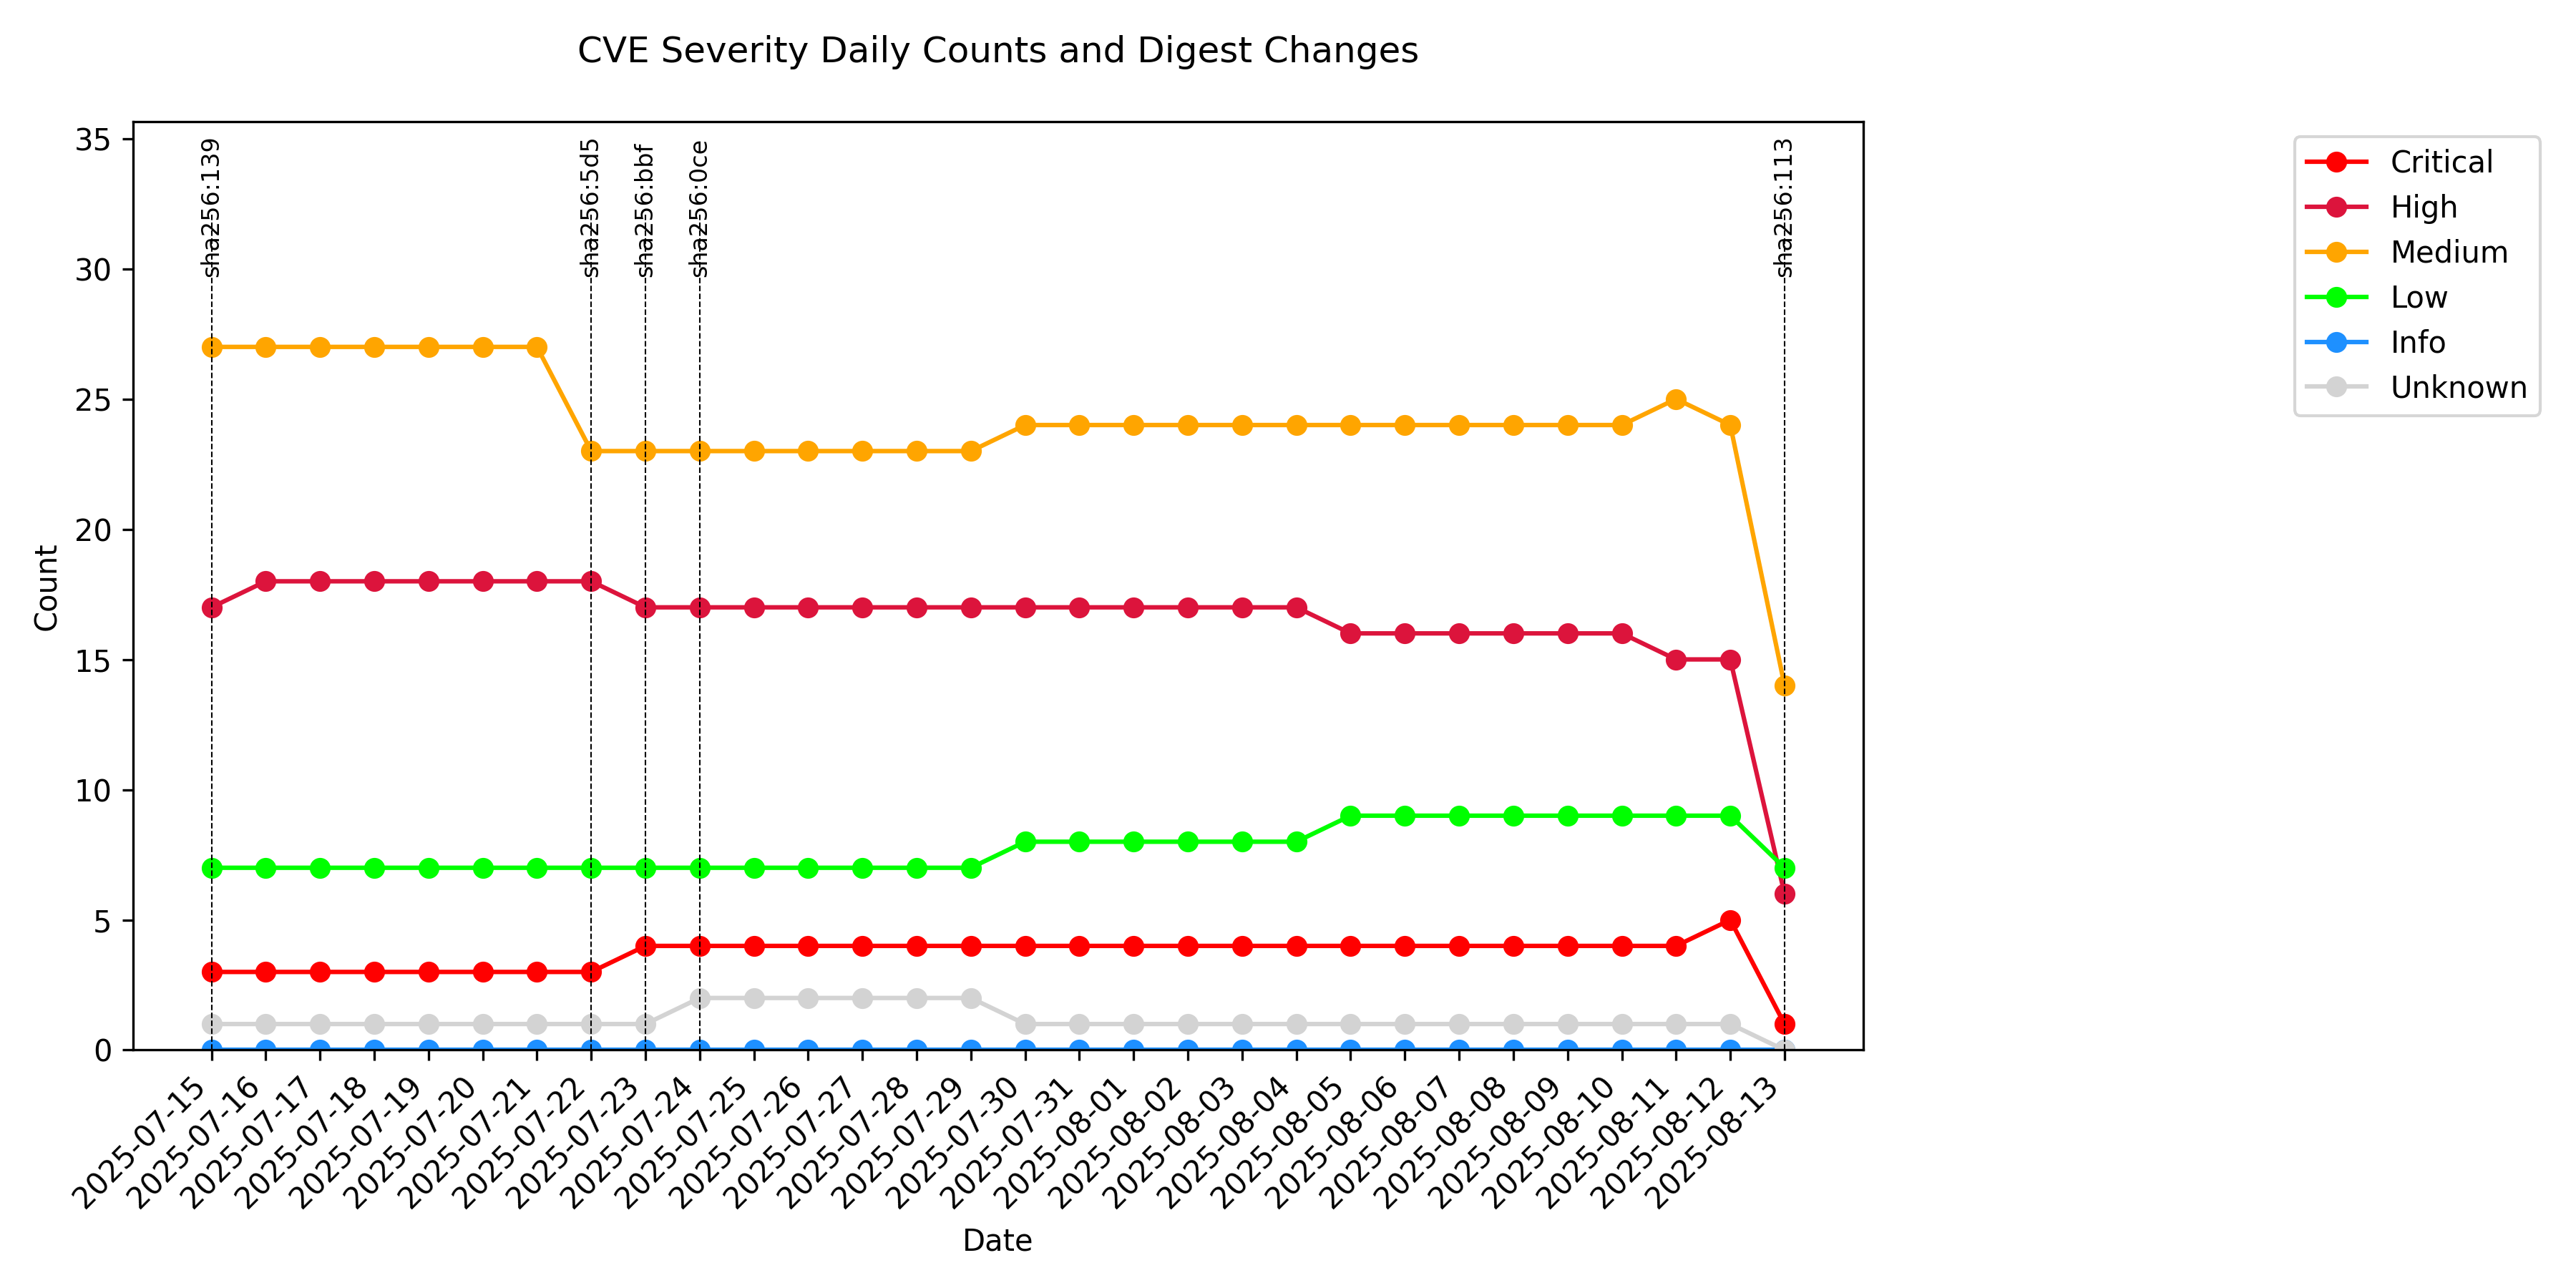 CVE Severity Daily Counts and Digest Changes
35
30
25
20
15
10
5
0
Count
sha256:139
sha256:5d5
sha256:bbf
sha256:0ce
sha256:113
Critical
High
Medium
Low
Info
Unknown
2025-07-15
2025-07-16
2025-07-17
2025-07-18
2025-07-19
2025-07-20
2025-07-21
2025-07-22
2025-07-23
2025-07-24
2025-07-25
2025-07-26
2025-07-27
2025-07-28
2025-07-29
2025-07-30
2025-07-31
2025-08-01
2025-08-02
2025-08-03
2025-08-04
2025-08-05
2025-08-06
2025-08-07
2025-08-08
2025-08-09
2025-08-10
2025-08-11
2025-08-12
2025-08-13
Date